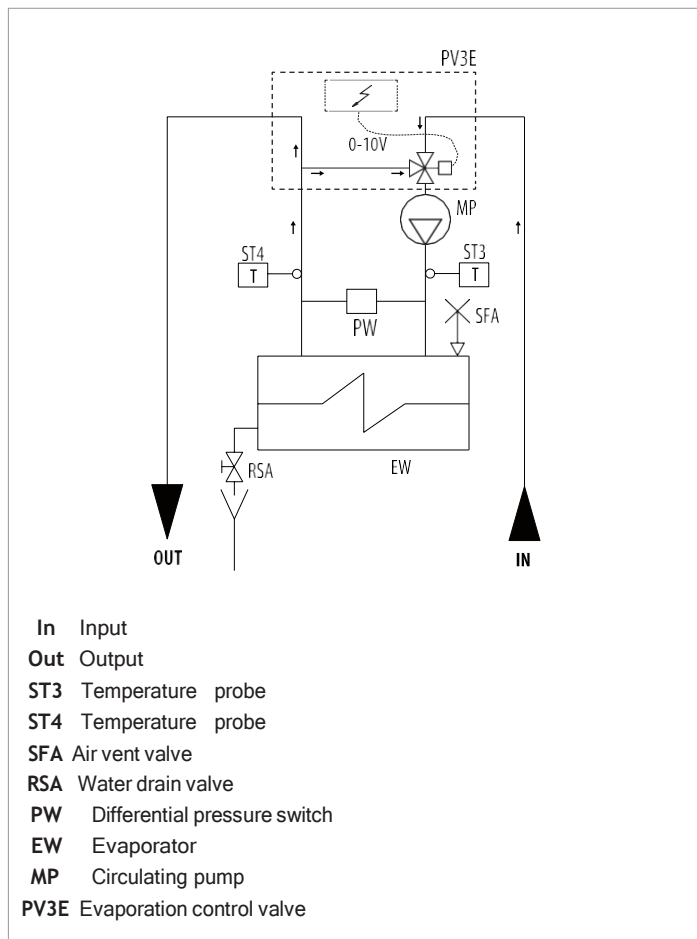 PV3E
0-10V
MP
ST4
ST3
T
T
PW
SFA
RSA
EW
OUT
IN
In Input
Out Output
ST3 Temperature probe
ST4 Temperature probe
SFA Air vent valve
RSA Water drain valve
PW Differential pressure switch
EW Evaporator
MP Circulating pump
PV3E Evaporation control valve